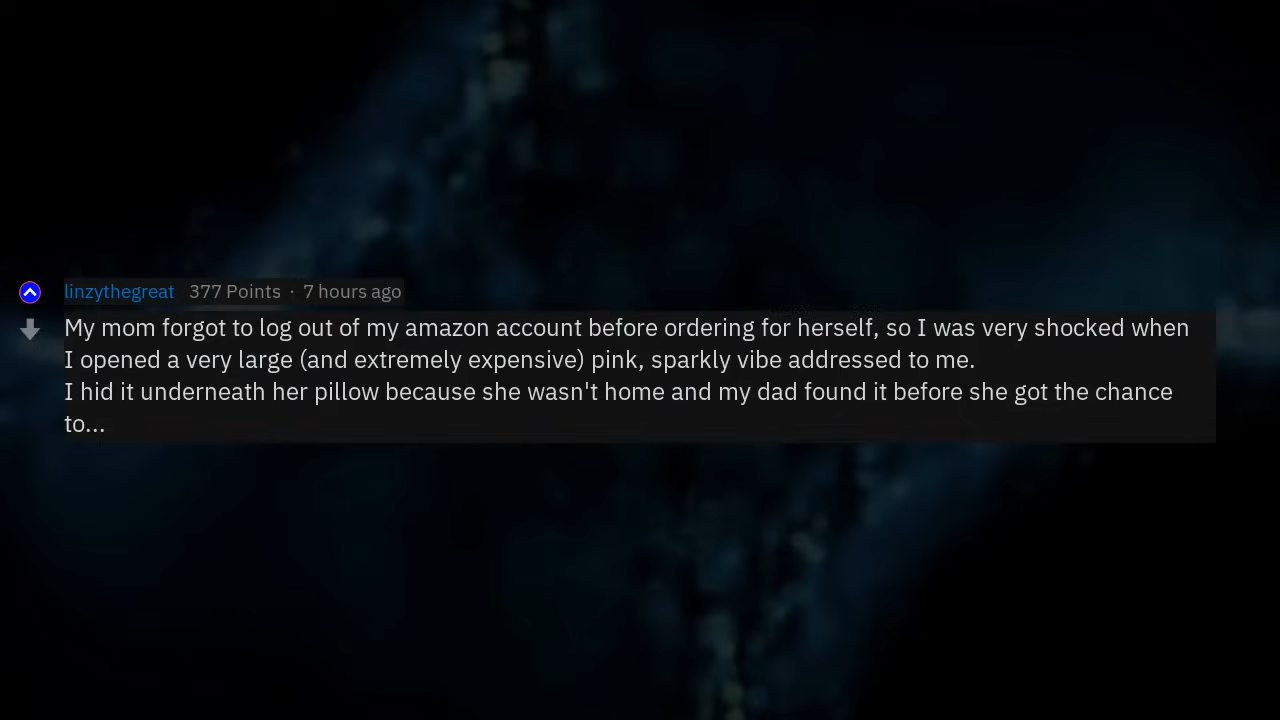 linzythegreat 377 Points · 7 hours ago
My mom forgot to log out of my amazon account before ordering for herself, so I was very shocked when
I opened a very large (and extremely expensive) pink, sparkly vibe addressed to me.
I hid it underneath her pillow because she wasn't home and my dad found it before she got the chance
to...